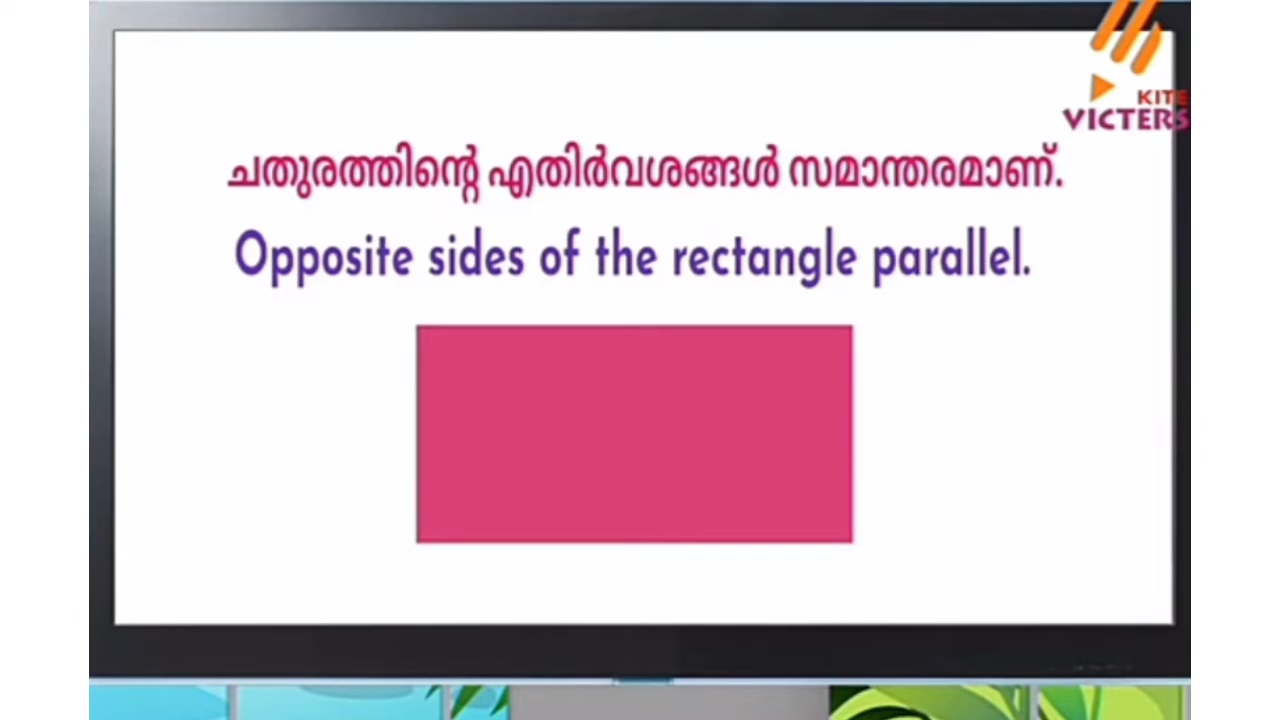 KITE
VICTERS
ചതുരത്തിന്റെ എതിർവശങ്ങൾ സമാന്തരമാണ്.
Opposite sides of the rectangle parallel.